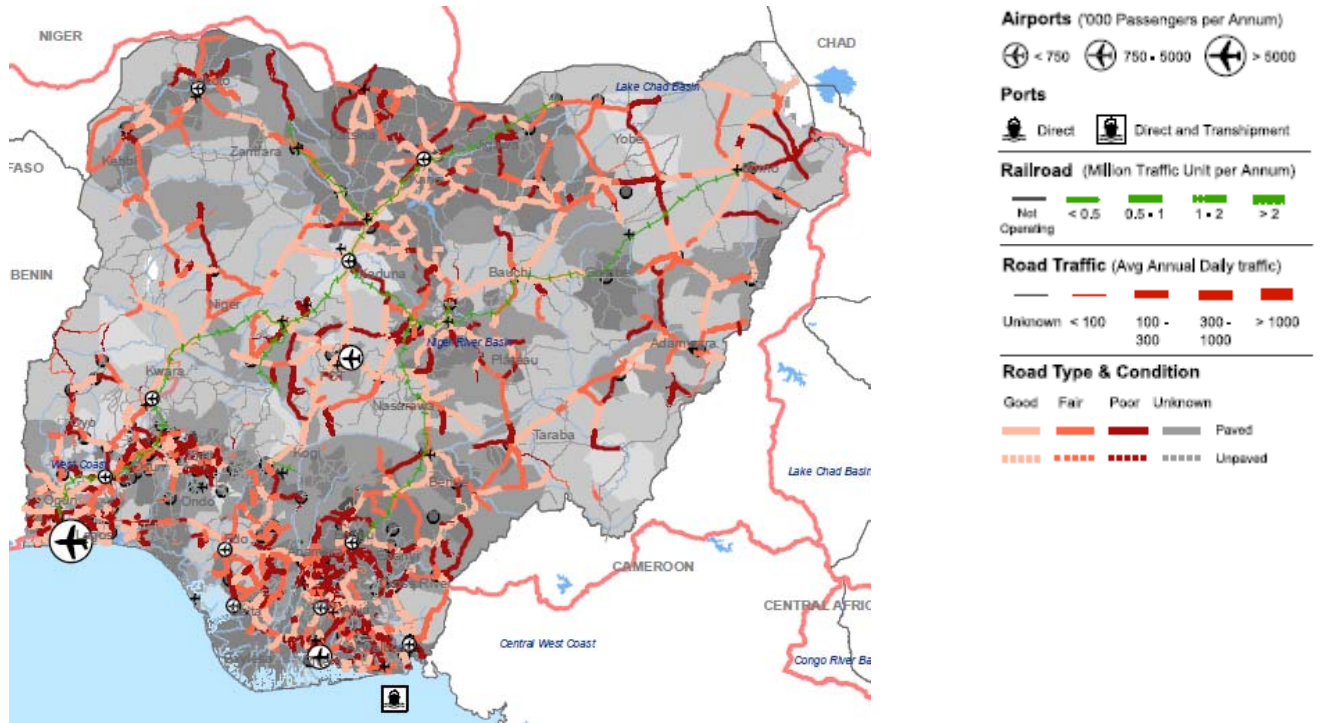 NIGER
CHAD
Lake Chad Basin
Yobe
Zamfara
Kebbi
FASO
BENIN
Kaduna
Bauchi
Niger
Niger River Basin
Plateau
Adamawa
Kwara
Nasarawa
Taraba
Oyo
Kogi
West Coast
Ogun
Ondo
Lagos
Edo
CAMEROON
Lake Chad Basin
CENTRAL AFRIC
Central West Coast
Congo River Ba
Airports ('000 Passengers per Annum)
< 750 750 - 5000 > 5000
Ports
Direct Direct and Transhipment
Railroad (Million Traffic Unit per Annum)
Not Operating < 0.5 0.5 - 1 1 - 2 > 2
Road Traffic (Avg Annual Daily traffic)
Unknown < 100 100 - 300 300 - 1000 > 1000
Road Type & Condition
Good Fair Poor Unknown
Paved
Unpaved